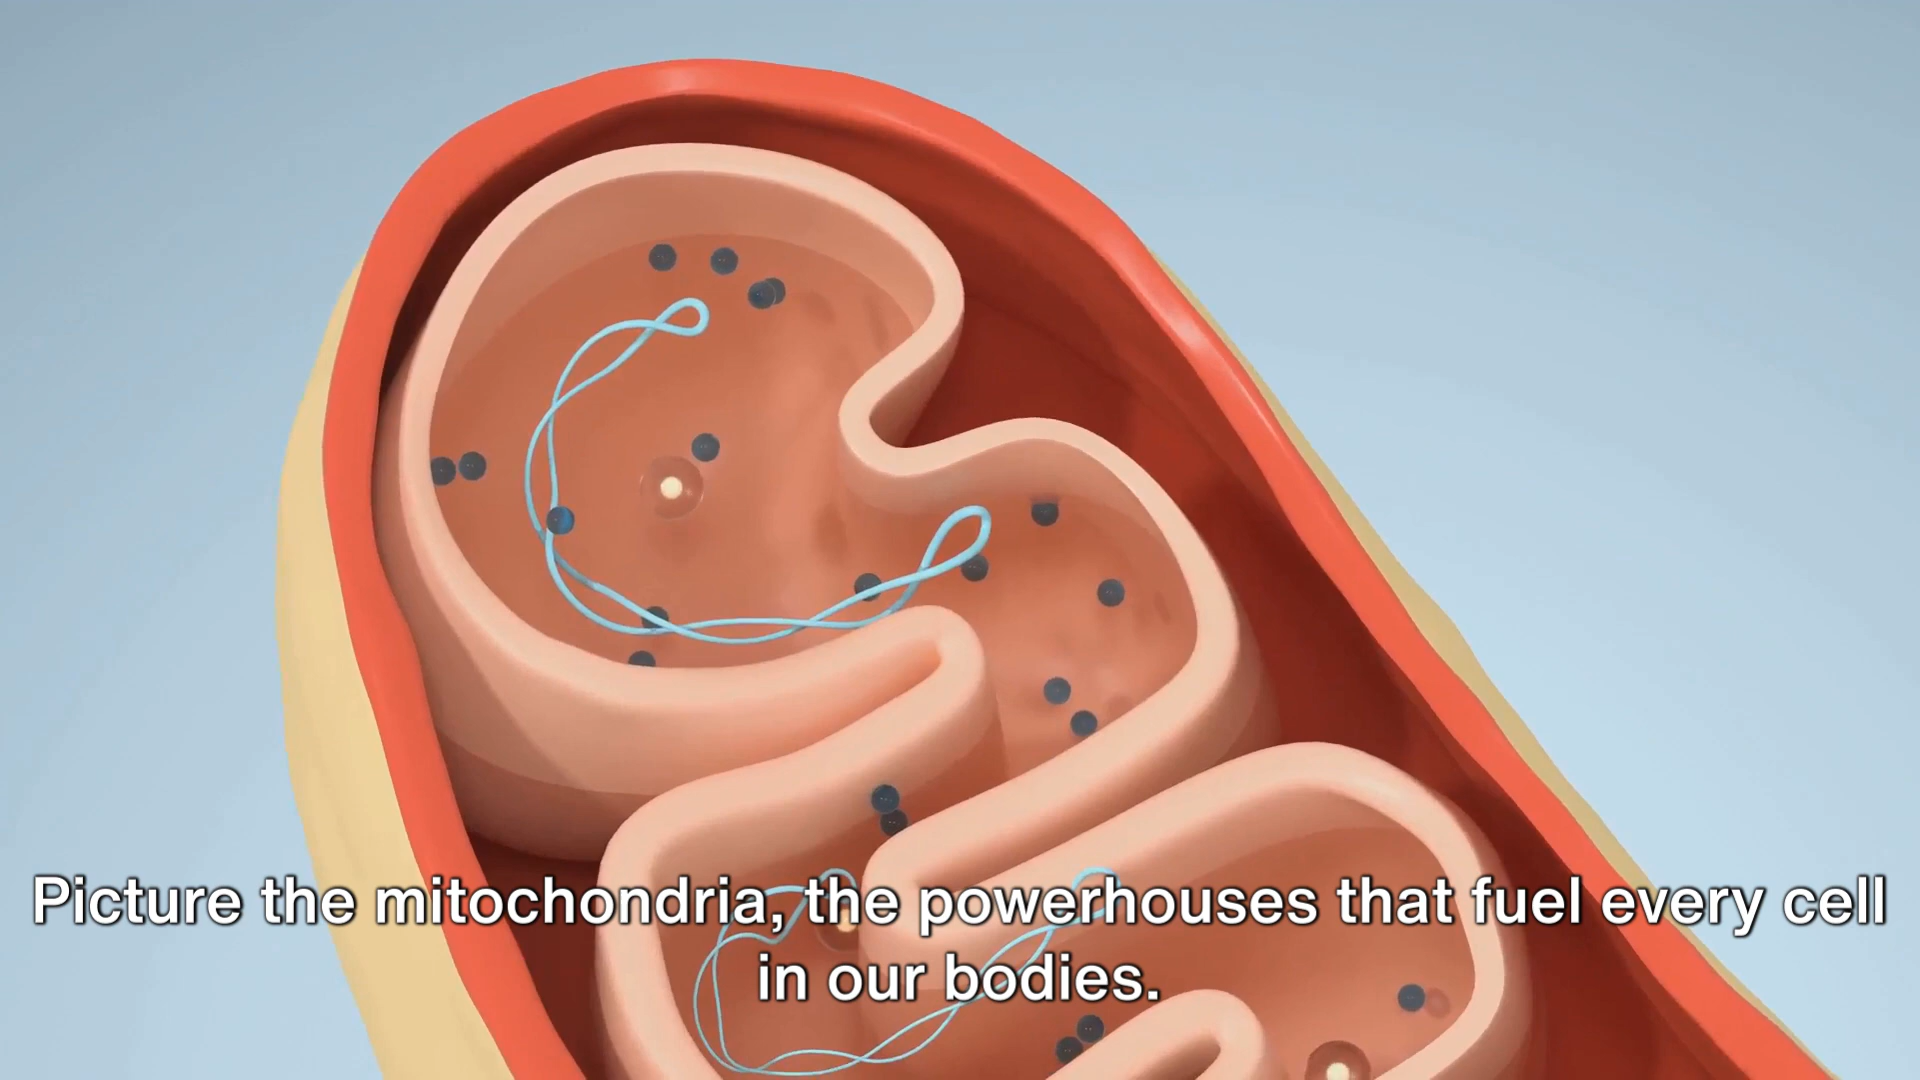 Picture the mitochondria, the powerhouses that fuel every cell
in our bodies.